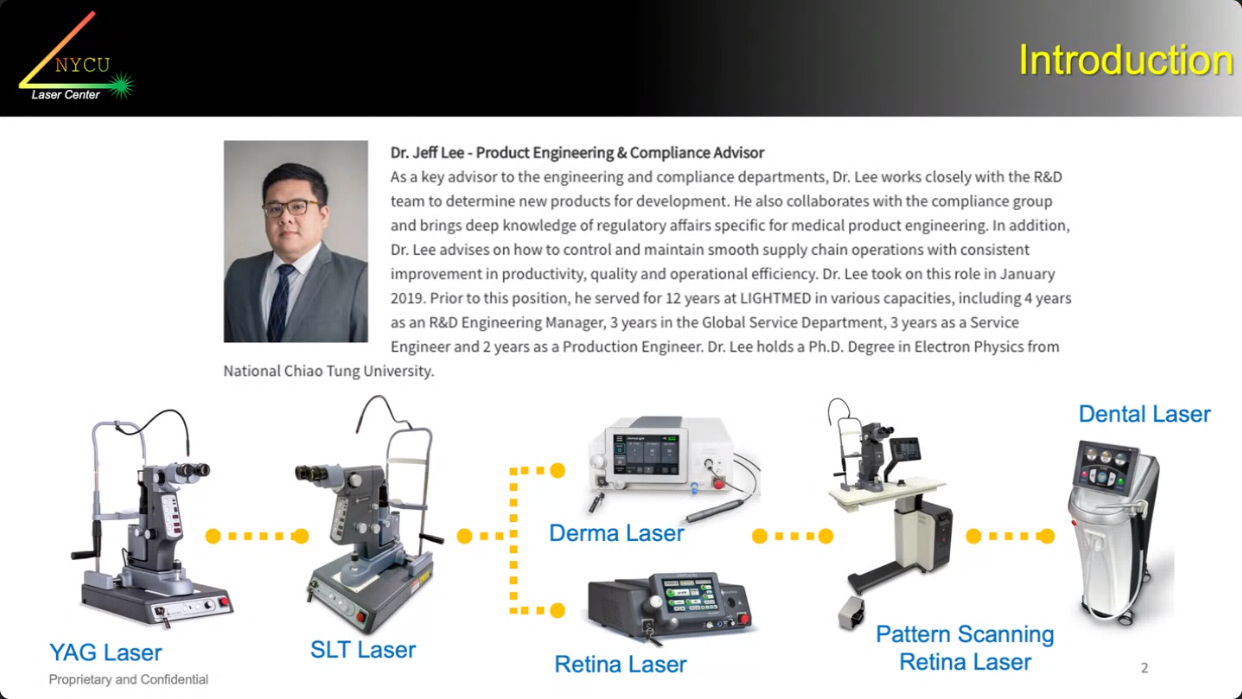 NYCU
Laser Center
Introduction
Dr. Jeff Lee - Product Engineering & Compliance Advisor
As a key advisor to the engineering and compliance departments, Dr. Lee works closely with the R&D
team to determine new products for development. He also collaborates with the compliance group
and brings deep knowledge of regulatory affairs specific for medical product engineering. In addition,
Dr. Lee advises on how to control and maintain smooth supply chain operations with consistent
improvement in productivity, quality and operational efficiency. Dr. Lee took on this role in January
2019. Prior to this position, he served for 12 years at LIGHTMED in various capacities, including 4 years
as an R&D Engineering Manager, 3 years in the Global Service Department, 3 years as a Service
Engineer and 2 years as a Production Engineer. Dr. Lee holds a Ph.D. Degree in Electron Physics from
National Chiao Tung University.
YAG Laser
SLT Laser
Derma Laser
Retina Laser
Pattern Scanning
Retina Laser
Dental Laser
Proprietary and Confidential
2